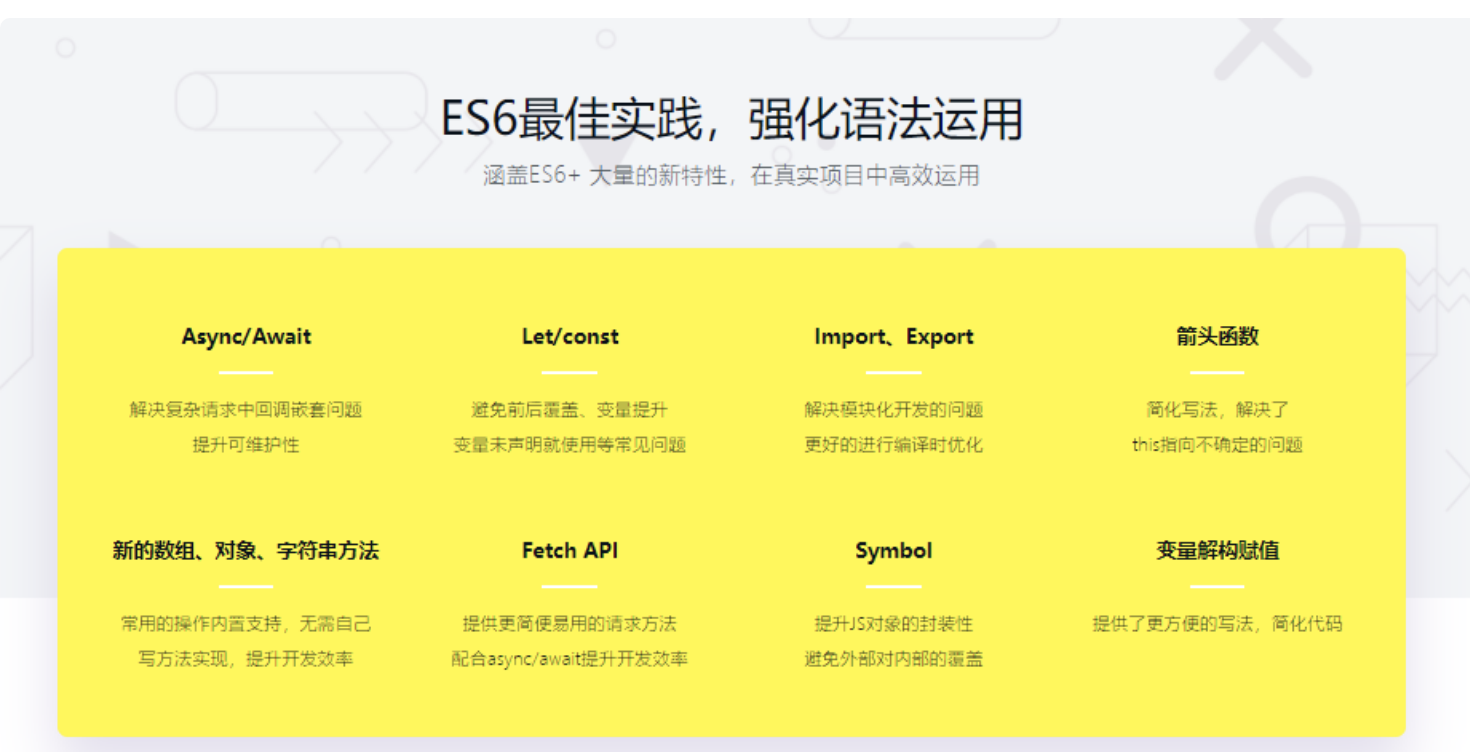 ES6最佳实践，强化语法运用
涵盖ES6+ 大量的新特性，在真实项目中高效运用
Async/Await
解决复杂请求中回调嵌套问题
提升可维护性
Let/const
避免前后覆盖、变量提升
变量未声明就使用等常见问题
Import、Export
解决模块化开发的问题
更好的进行编译时优化
箭头函数
简化写法，解决了
this指向不确定的问题
新的数组、对象、字符串方法
常用的操作内置支持，无需自己
写方法实现，提升开发效率
Fetch API
提供更简便易用的请求方法
配合async/await提升开发效率
Symbol
提升JS对象的封装性
避免外部对内部的覆盖
变量解构赋值
提供了更方便的写法，简化代码